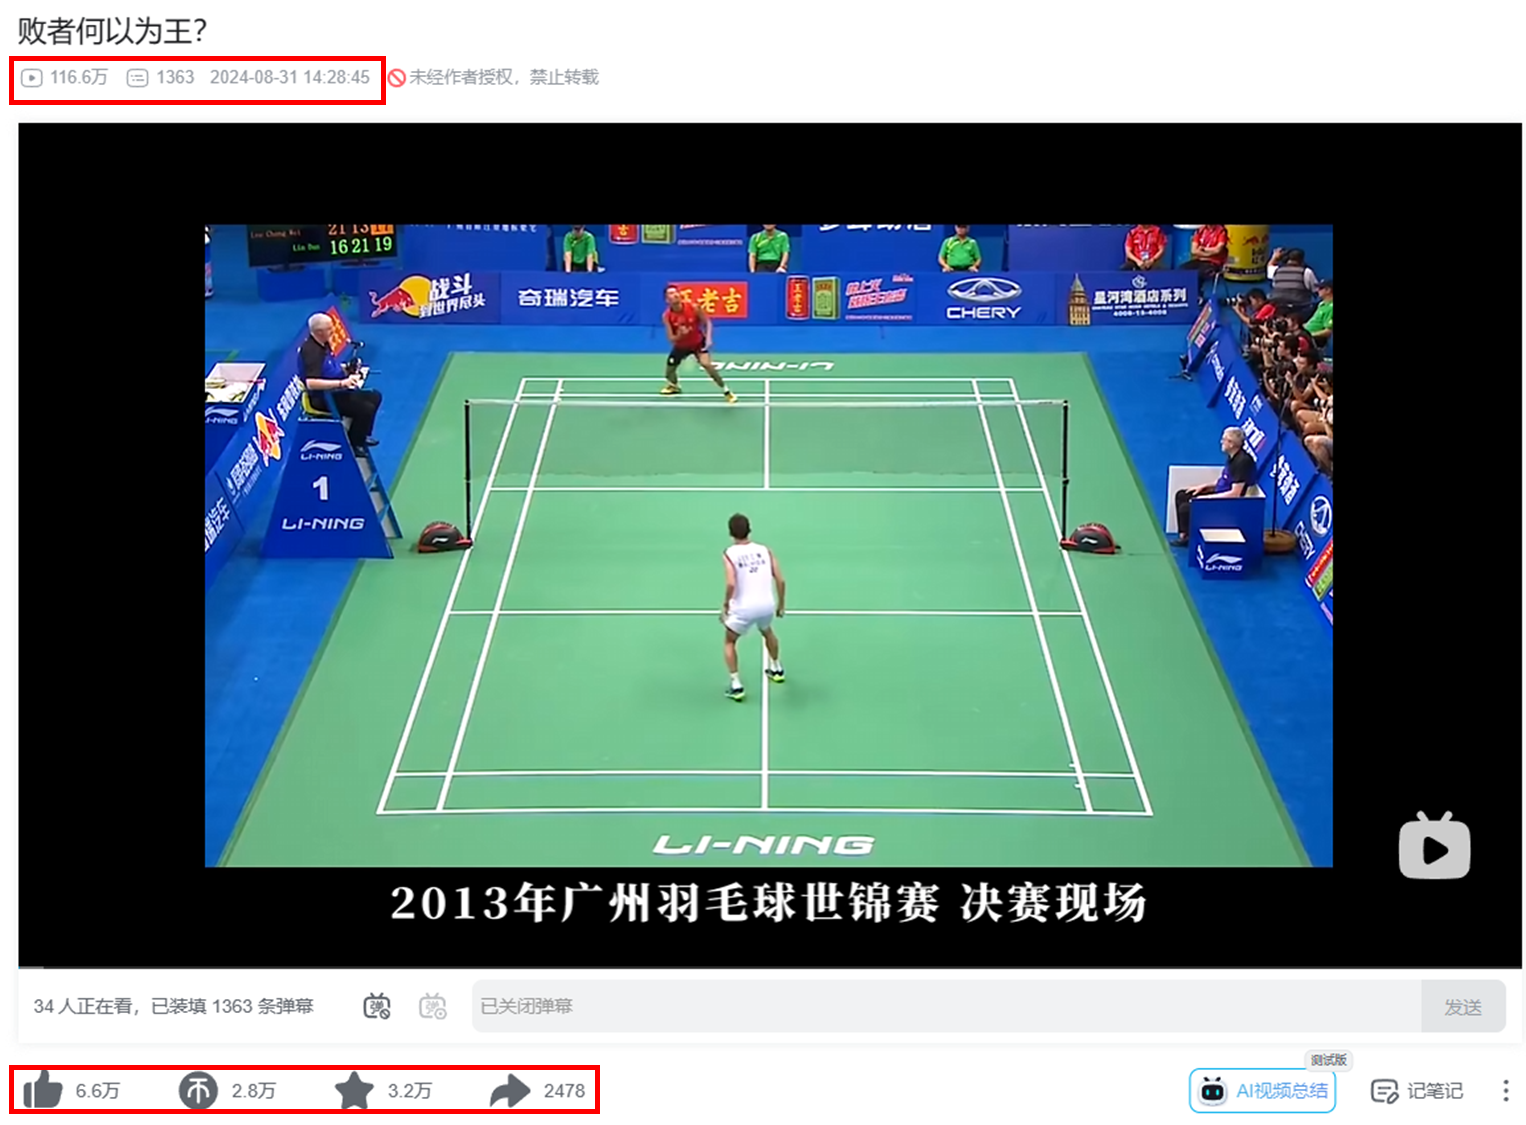 败者何以为王?
116.6万 1363 2024-08-31 14:28:45 未经作者授权，禁止转载
Lee Chong Wei 21 13
Lin Dan 16 21 19
战斗
到世界尽头
奇瑞汽车
王老吉
CHERY
星河湾酒店系列
LI-NING
LI-NING
1
LI-NING
LI-NING
LI-NING
LI-NING
2013年广州羽毛球世锦赛 决赛现场
34 人正在看，已装填 1363 条弹幕
已关闭弹幕
发送
6.6万 2.8万 3.2万 2478
测试版
AI视频总结
记笔记